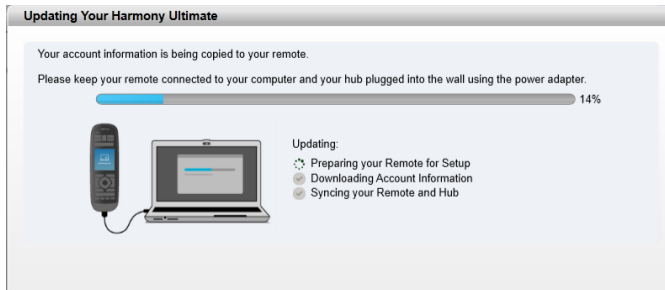 Updating Your Harmony Ultimate
Your account information is being copied to your remote.
Please keep your remote connected to your computer and your hub plugged into the wall using the power adapter.
14%
Updating:
Preparing your Remote for Setup
Downloading Account Information
Syncing your Remote and Hub